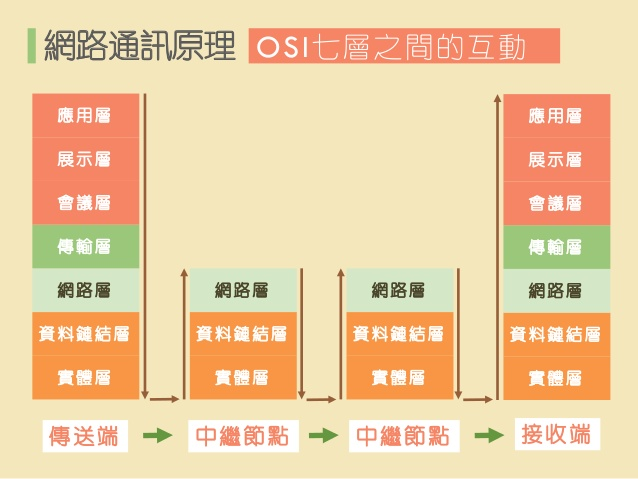 網路通訊原理 OSI七層之間的互動
應用層
展示層
會議層
傳輸層
網路層
資料鏈結層
實體層
網路層
資料鏈結層
實體層
網路層
資料鏈結層
實體層
應用層
展示層
會議層
傳輸層
網路層
資料鏈結層
實體層
傳送端
中繼節點
中繼節點
接收端